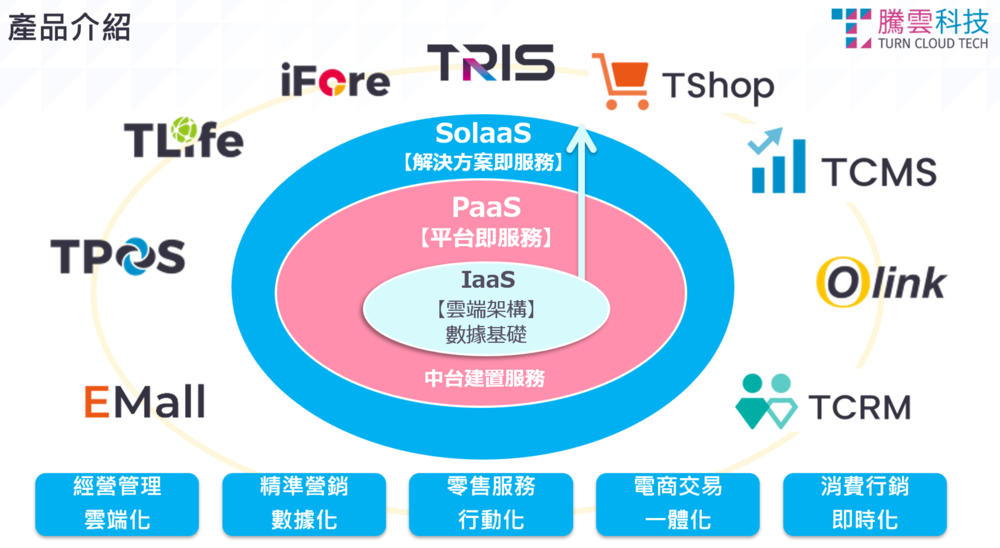 產品介紹
騰雲科技
TURN CLOUD TECH
iFore
TRIS
TShop
TLife
TCMS
TPOS
Olink
EMall
TCRM
SolaaS
【解決方案即服務】
PaaS
【平台即服務】
IaaS
【雲端架構】
數據基礎
中台建置服務
經營管理
雲端化
精準營銷
數據化
零售服務
行動化
電商交易
一體化
消費行銷
即時化